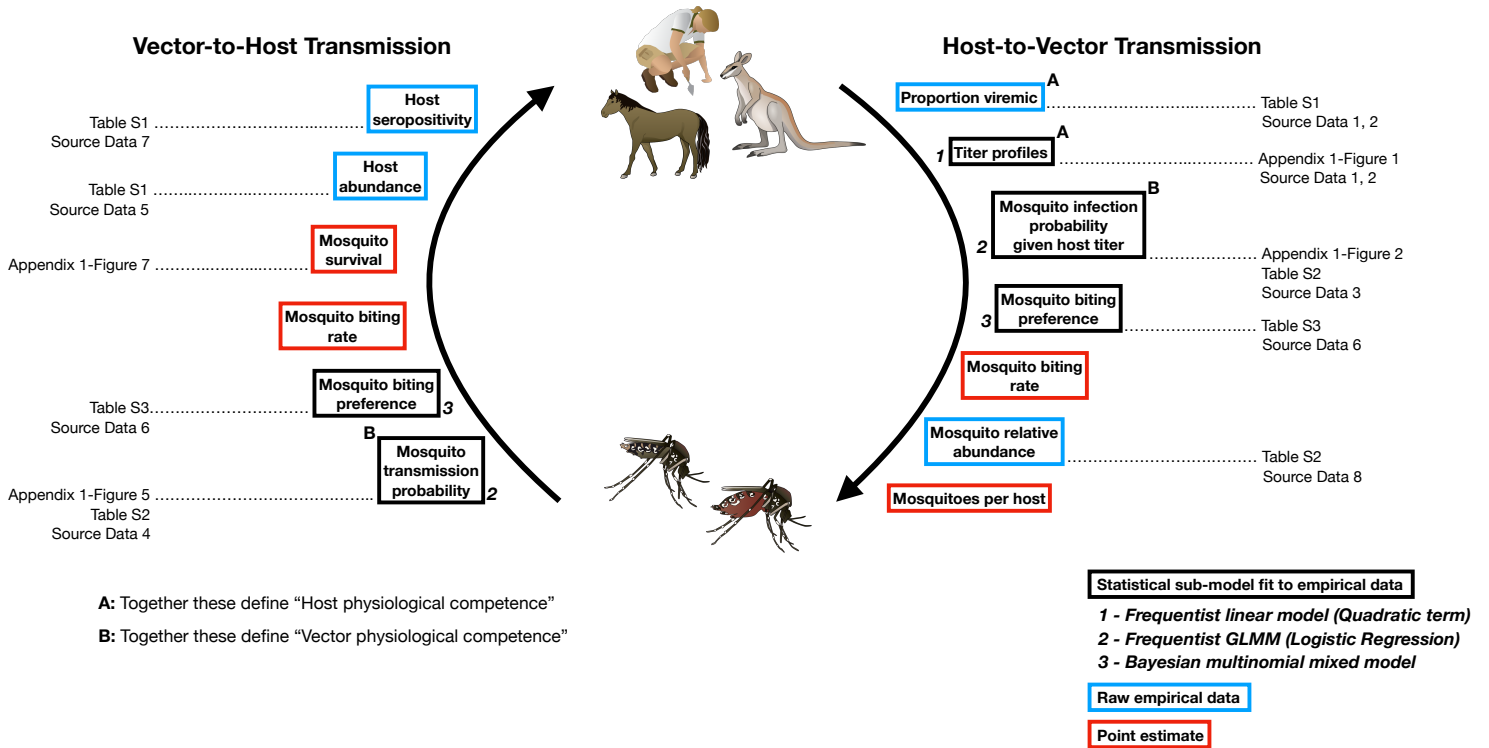 Vector-to-Host Transmission
Host
seropositivity
Table S1
Source Data 7
Host
abundance
Table S1
Source Data 5
Mosquito
survival
Appendix 1-Figure 7
Mosquito biting
rate
Mosquito biting
preference
3
Table S3
Source Data 6
B
Mosquito
transmission
probability
2
Appendix 1-Figure 5
Table S2
Source Data 4
Host-to-Vector Transmission
Proportion viremic
A
Table S1
Source Data 1, 2
1
Titer profiles
A
Appendix 1-Figure 1
Source Data 1, 2
B
Mosquito infection
probability
given host titer
2
Appendix 1-Figure 2
Table S2
Source Data 3
Mosquito biting
preference
3
Table S3
Source Data 6
Mosquito biting
rate
Mosquito relative
abundance
Table S2
Source Data 8
Mosquitoes per host
A: Together these define “Host physiological competence”
B: Together these define “Vector physiological competence”
Statistical sub-model fit to empirical data
1 - Frequentist linear model (Quadratic term)
2 - Frequentist GLMM (Logistic Regression)
3 - Bayesian multinomial mixed model
Raw empirical data
Point estimate